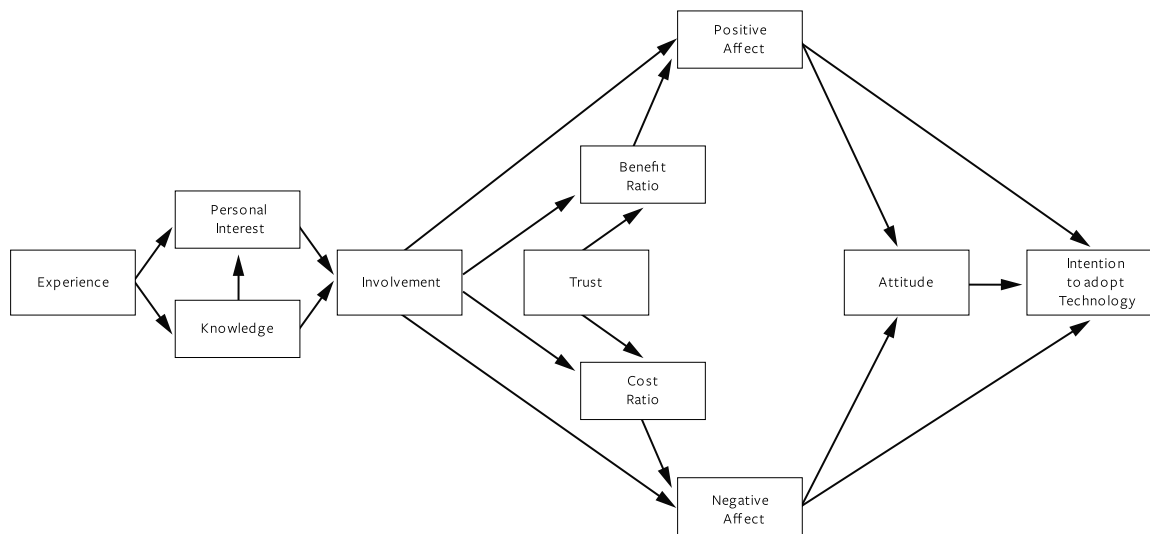 Positive
Affect
Benefit
Ratio
Personal
Interest
Experience
Involvement
Trust
Attitude
Intention
to adopt
Technology
Knowledge
Cost
Ratio
Negative
Affect